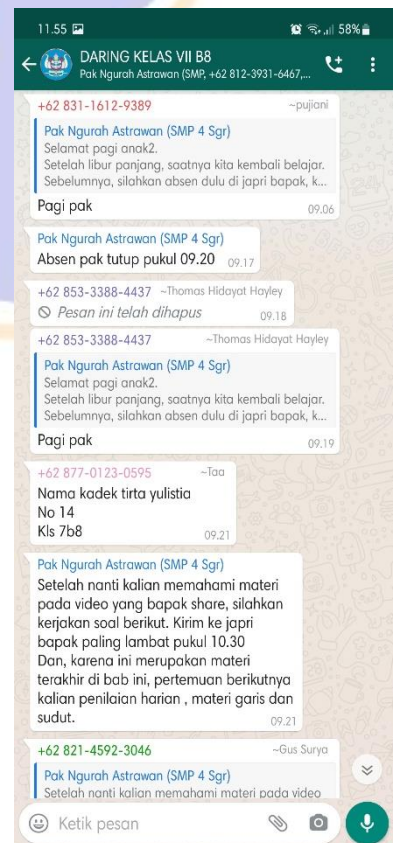 11.55 58%
DARING KELAS VII B8
Pak Ngurah Astrawan (SMP, +62 812-3931-6467,...
+62 831-1612-9389 ~pujiani
Pak Ngurah Astrawan (SMP 4 Sgr)
Selamat pagi anak2.
Setelah libur panjang, saatnya kita kembali belajar.
Sebelumnya, silahkan absen dulu di japri bapak, k...
Pagi pak 09.06
Pak Ngurah Astrawan (SMP 4 Sgr)
Absen pak tutup pukul 09.20 09.17
+62 853-3388-4437 ~Thomas Hidayat Hayley
Pesan ini telah dihapus 09.18
+62 853-3388-4437 ~Thomas Hidayat Hayley
Pak Ngurah Astrawan (SMP 4 Sgr)
Selamat pagi anak2.
Setelah libur panjang, saatnya kita kembali belajar.
Sebelumnya, silahkan absen dulu di japri bapak, k...
Pagi pak 09.19
+62 877-0123-0595 ~Taa
Nama kadek tirta yulistia
No 14
Kls 7b8 09.21
Pak Ngurah Astrawan (SMP 4 Sgr)
Setelah nanti kalian memahami materi
pada video yang bapak share, silahkan
kerjakan soal berikut. Kirim ke japri
bapak paling lambat pukul 10.30
Dan, karena ini merupakan materi
terakhir di bab ini, pertemuan berikutnya
kalian penilaian harian , materi garis dan
sudut. 09.21
+62 821-4592-3046 ~Gus Surya
Pak Ngurah Astrawan (SMP 4 Sgr)
Setelah nanti kalian memahami materi pada video
Ketik pesan